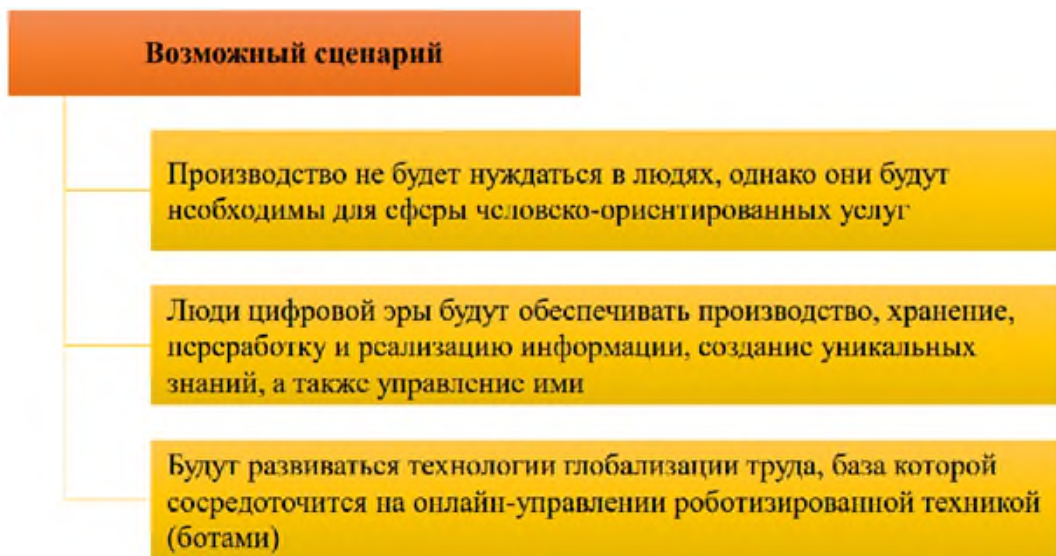 Возможный сценарий
Производство не будет нуждаться в людях, однако они будут
необходимы для сферы человеко-ориентированных услуг
Люди цифровой эры будут обеспечивать производство, хранение,
переработку и реализацию информации, создание уникальных
знаний, а также управление ими
Будут развиваться технологии глобализации труда, база которой
сосредоточится на онлайн-управлении роботизированной техникой
(ботами)